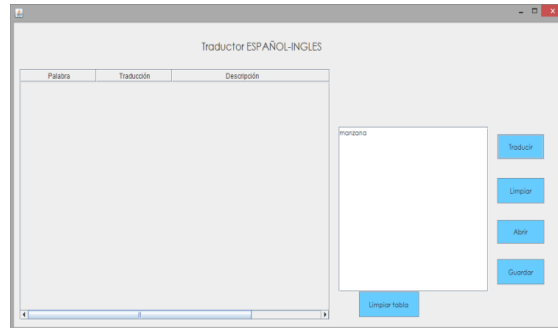 Traductor ESPAÑOL-INGLES
Palabra Traducción Descripción
manzana
Traducir
Limpiar
Abrir
Guardar
Limpiar tabla